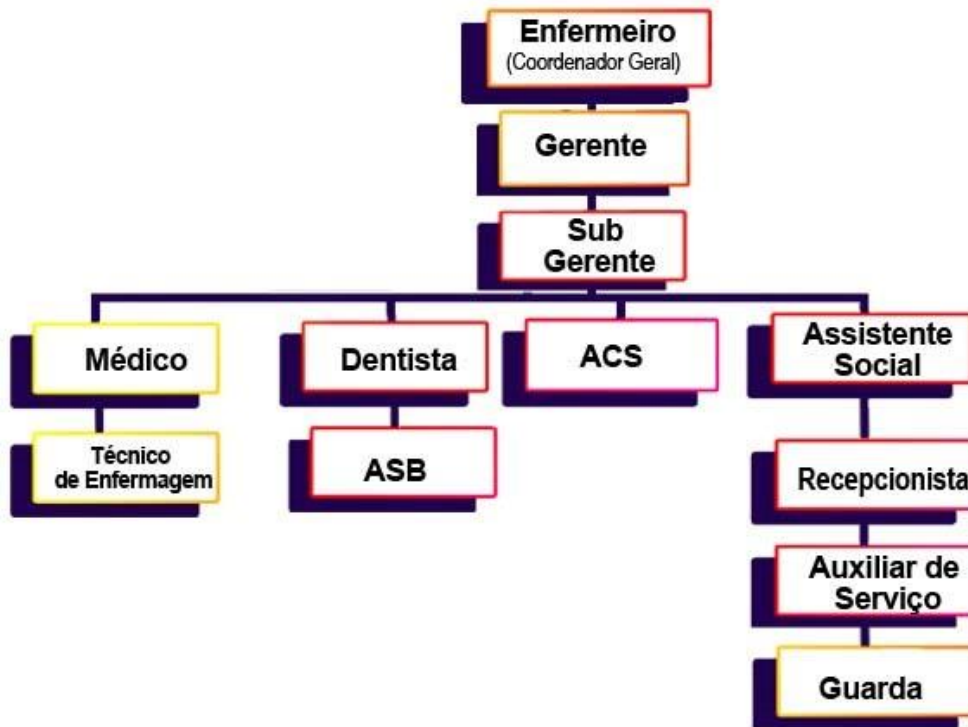 Enfermeiro
(Coordenador Geral)
Gerente
Sub
Gerente
Médico
Dentista
ACS
Assistente
Social
Técnico
de Enfermagem
ASB
Recepcionista
Auxiliar de
Serviço
Guarda